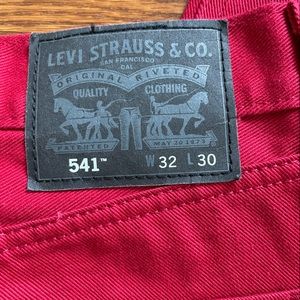 LEVI STRAUSS & CO.
SAN FRANCISCO
CAL
ORIGINAL RIVETED
QUALITY CLOTHING
PATENTED MAY 20 1873
541™ W 32 L 30